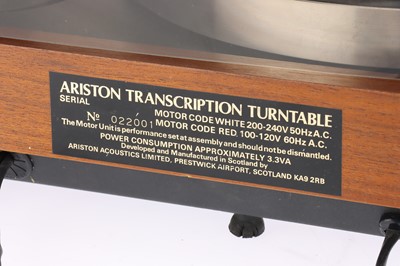 ARISTON TRANSCRIPTION TURNTABLE
SERIAL
No 022001
MOTOR CODE WHITE 200-240V 50Hz A.C.
MOTOR CODE RED 100-120V 60Hz A.C.
The Motor Unit is performance set at assembly and should not be dismantled.
POWER CONSUMPTION APPROXIMATELY 3.3VA
Developed and Manufactured in Scotland by
ARISTON ACOUSTICS LIMITED, PRESTWICK AIRPORT, SCOTLAND KA9 2RB